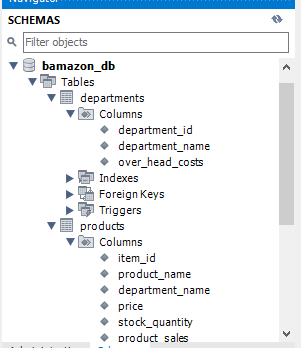 SCHEMAS
Filter objects
bamazon_db
Tables
departments
Columns
department_id
department_name
over_head_costs
Indexes
Foreign Keys
Triggers
products
Columns
item_id
product_name
department_name
price
stock_quantity
product_sales